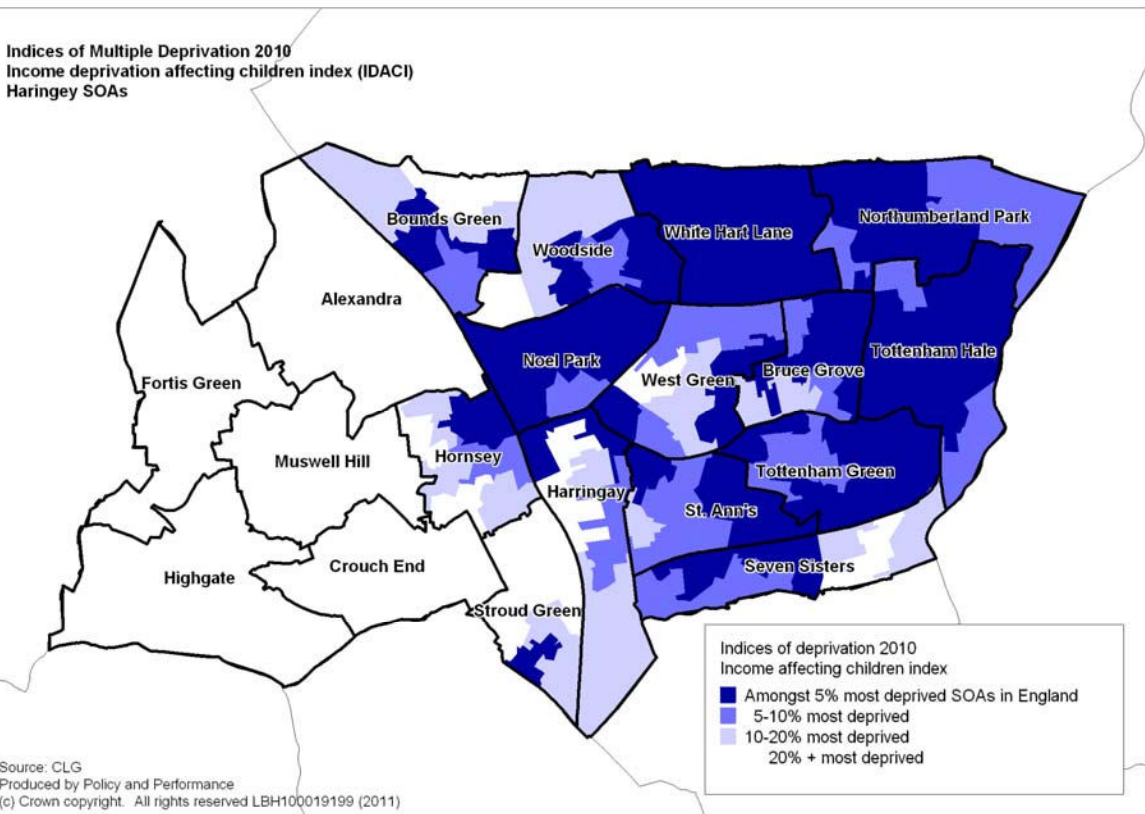 Indices of Multiple Deprivation 2010
Income deprivation affecting children index (IDACI)
Haringey SOAs
Bounds Green
Woodside
White Hart Lane
Northumberland Park
Alexandra
Noel Park
West Green
Bruce Grove
Tottenham Hale
Fortis Green
Muswell Hill
Hornsey
Harringay
St. Ann's
Tottenham Green
Highgate
Crouch End
Stroud Green
Seven Sisters
Indices of deprivation 2010
Income affecting children index
Amongst 5% most deprived SOAs in England
5-10% most deprived
10-20% most deprived
20% + most deprived
Source: CLG
Produced by Policy and Performance
(c) Crown copyright. All rights reserved LBH100019199 (2011)